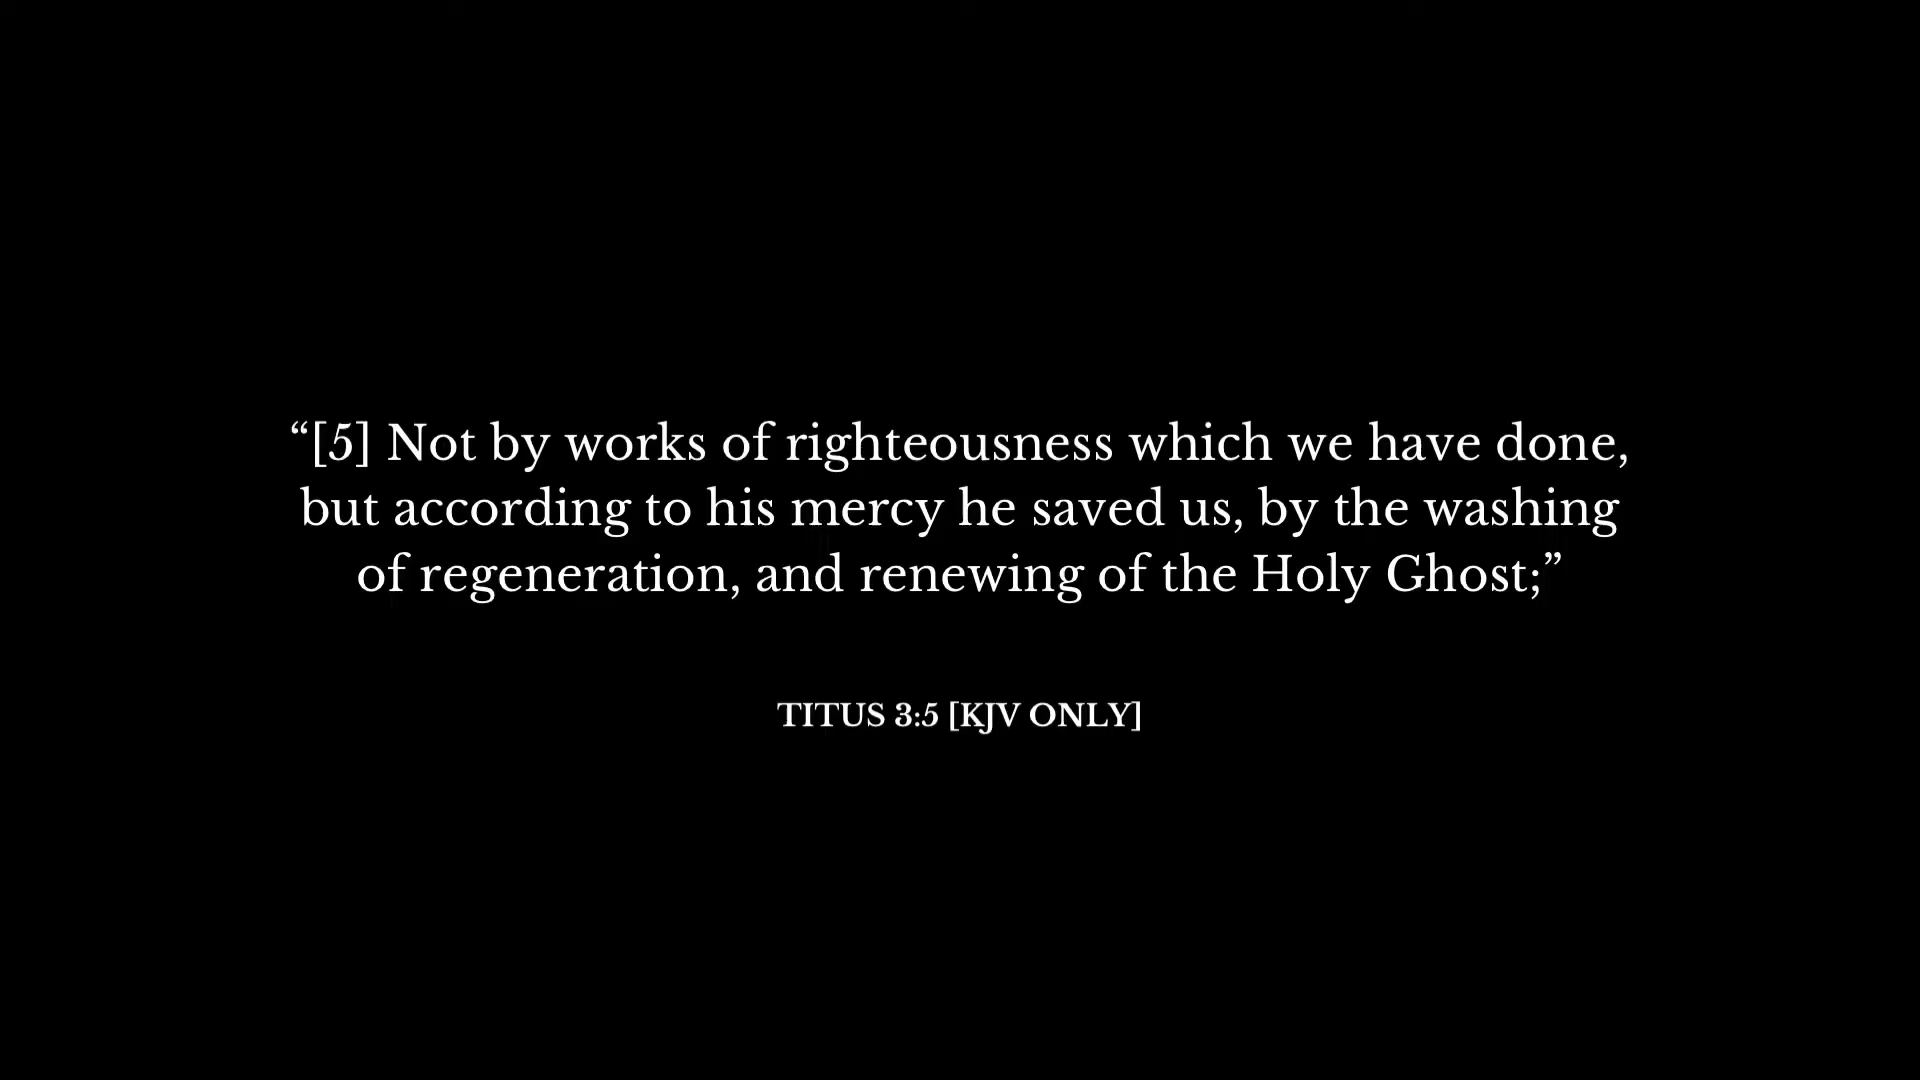 “[5] Not by works of righteousness which we have done,
but according to his mercy he saved us, by the washing
of regeneration, and renewing of the Holy Ghost;”
TITUS 3:5 [KJV ONLY]